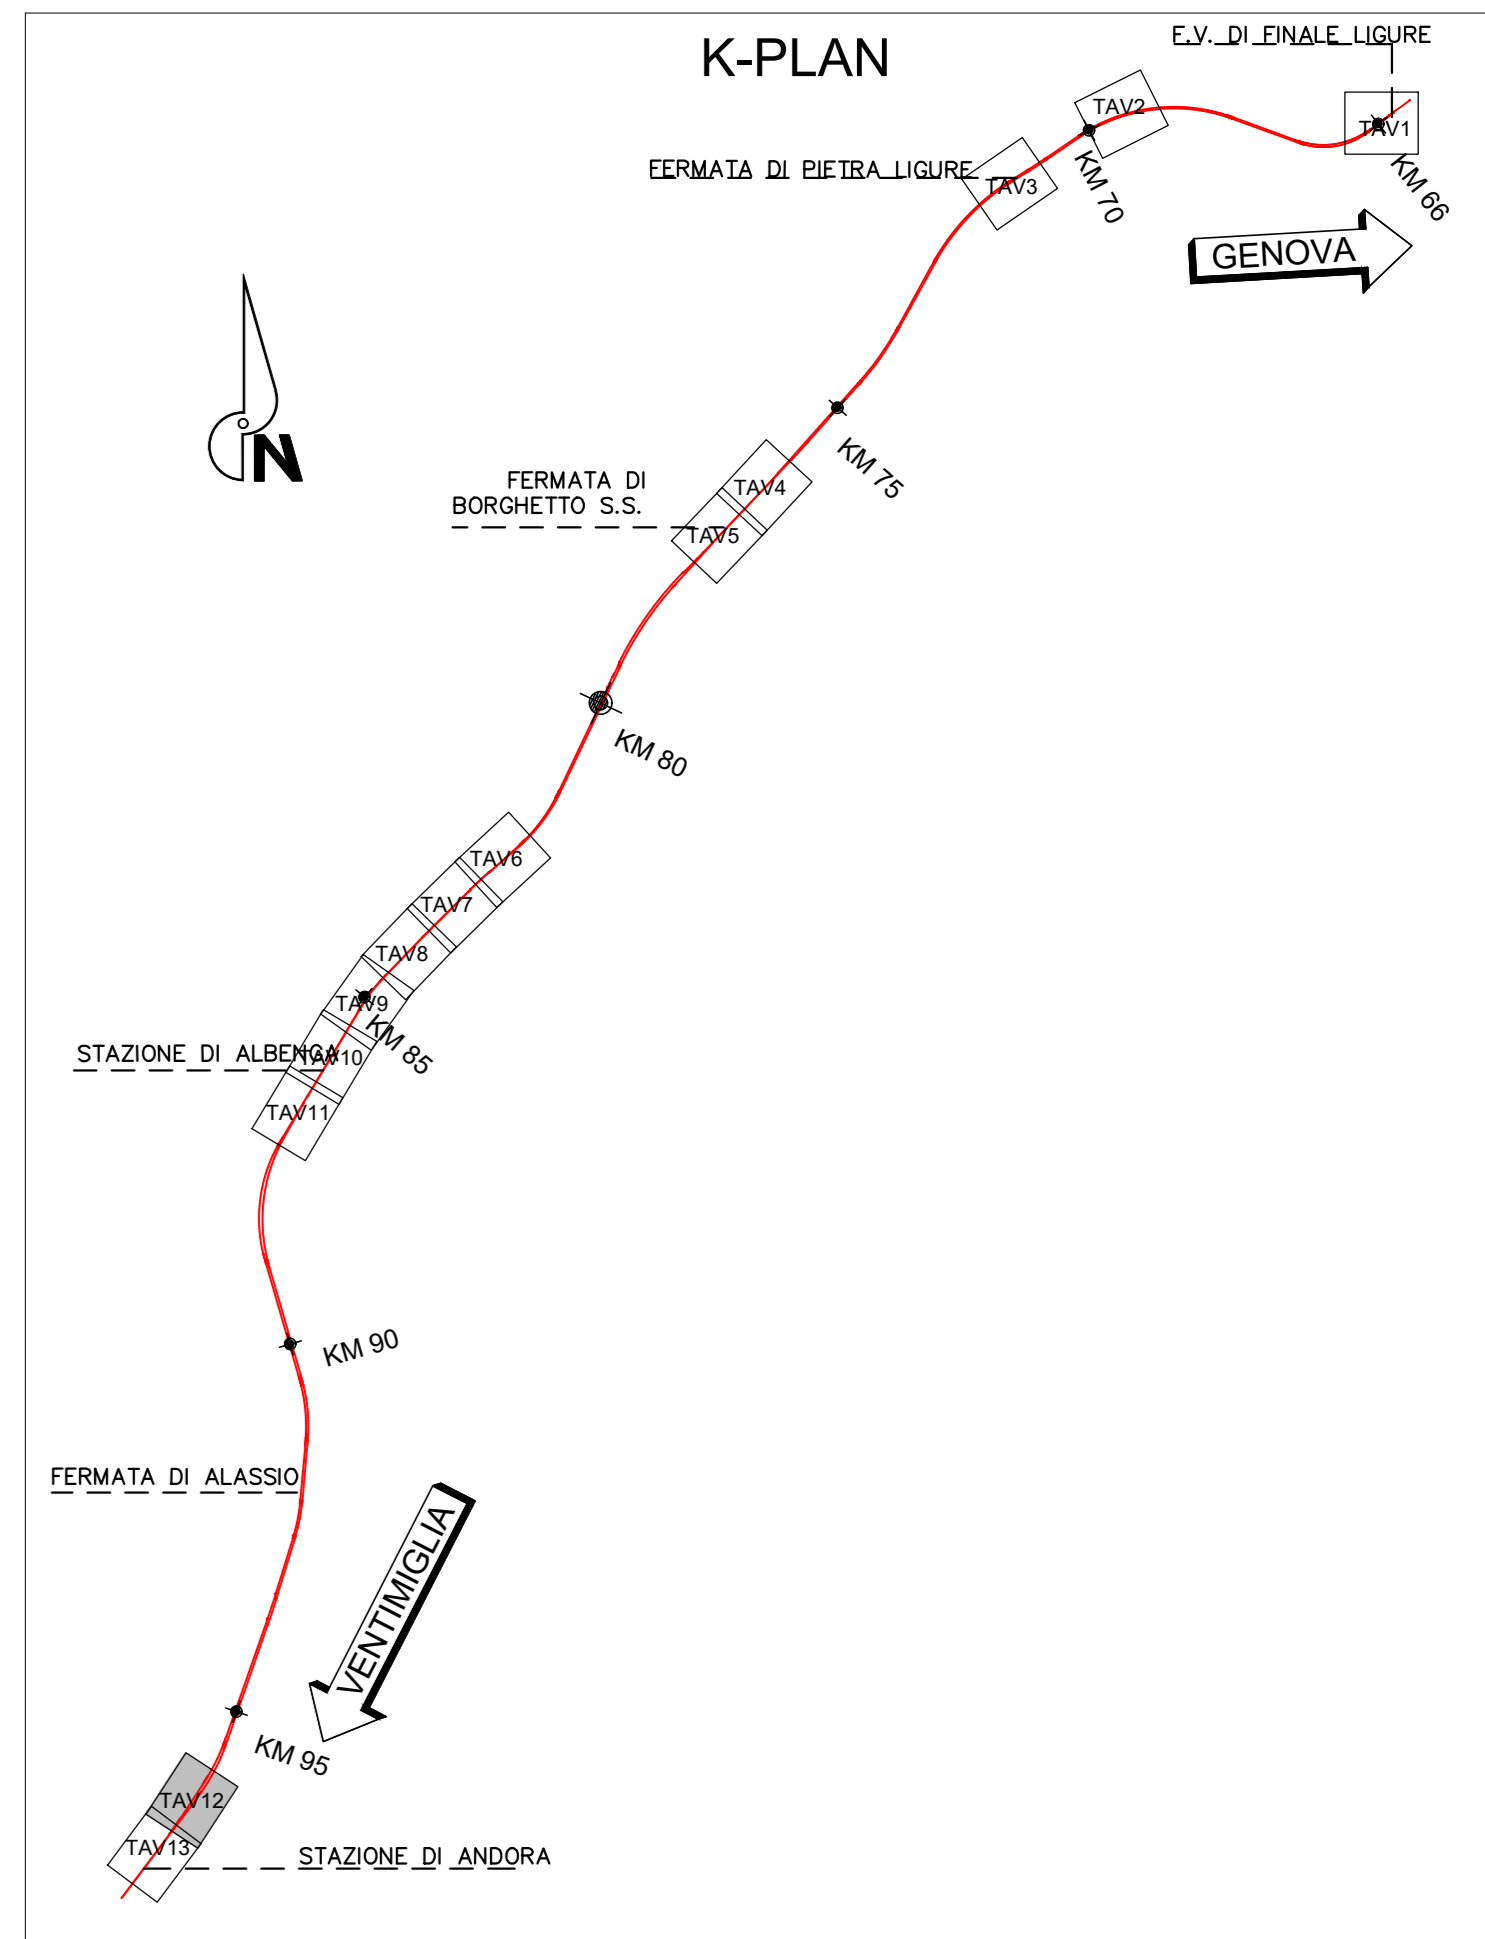 K-PLAN
F.V. DI FINALE LIGURE
TAV2
TAV1
FERMATA DI PIETRA LIGURE
TAV3
KM 70
KM 66
GENOVA
N
KM 75
FERMATA DI
BORGHETTO S.S.
TAV4
TAV5
KM 80
TAV6
TAV7
TAV8
TAV9
KM 85
STAZIONE DI ALBENGA
TAV10
TAV11
KM 90
FERMATA DI ALASSIO
VENTIMIGLIA
KM 95
TAV12
TAV13
STAZIONE DI ANDORA